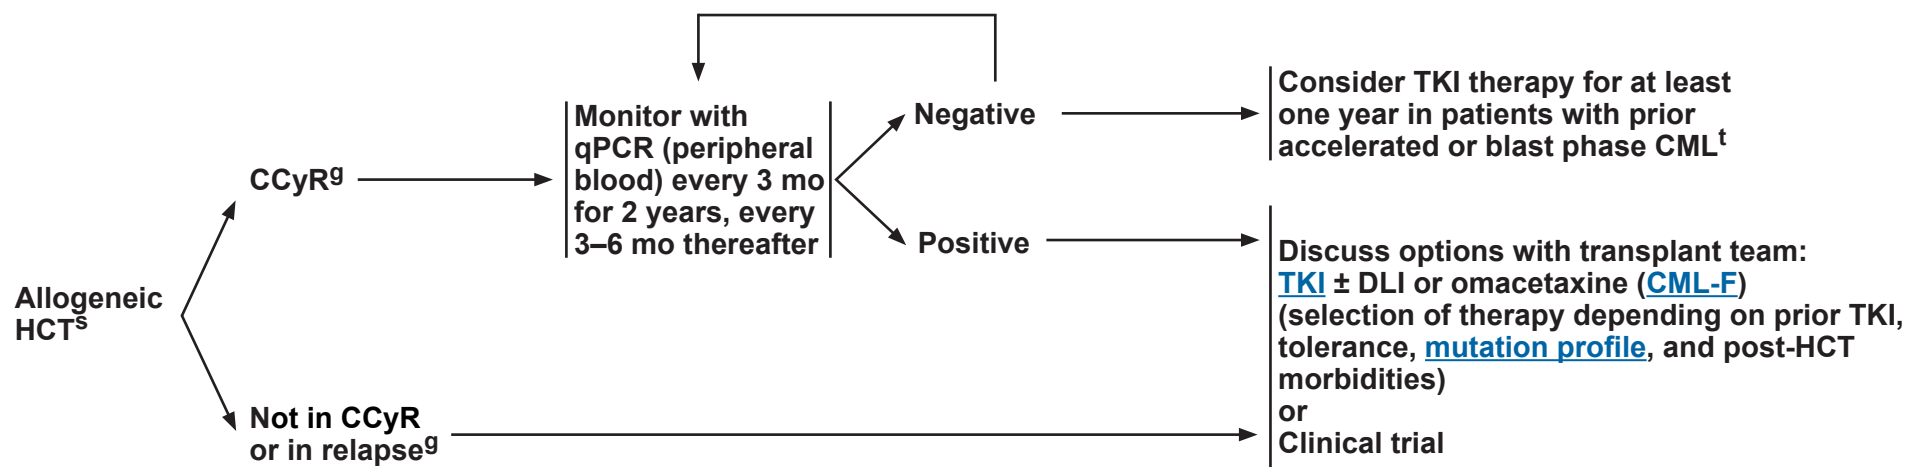 Allogeneic
HCTˢ
CCyRᵍ
Not in CCyR
or in relapseᵍ
Monitor with
qPCR (peripheral
blood) every 3 mo
for 2 years, every
3–6 mo thereafter
Negative
Positive
Consider TKI therapy for at least
one year in patients with prior
accelerated or blast phase CMLᵗ
Discuss options with transplant team:
TKI ± DLI or omacetaxine (CML-F)
(selection of therapy depending on prior TKI,
tolerance, mutation profile, and post-HCT
morbidities)
or
Clinical trial